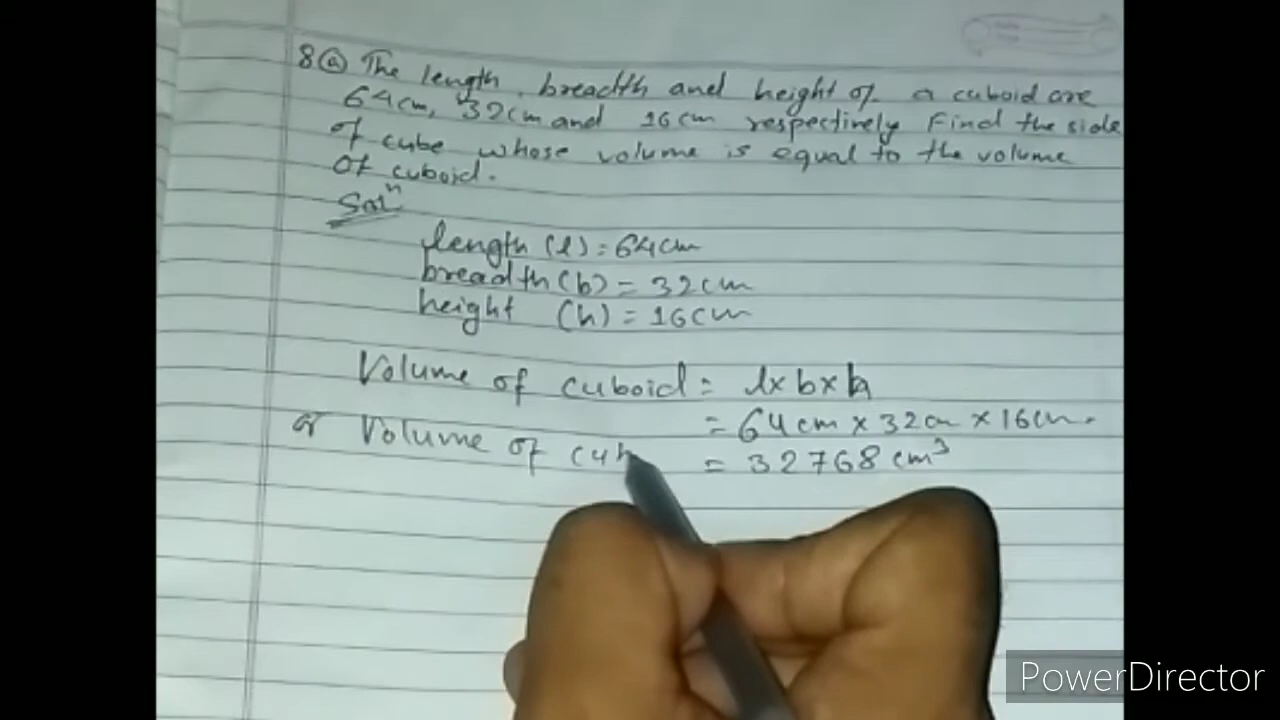 8(a) The length, breadth and height of a cuboid are
64cm, 32cm and 16cm respectively Find the side
of cube whose volume is equal to the volume
of cuboid.
Solⁿ
length (l) = 64cm
breadth (b) = 32cm
height (h) = 16cm
Volume of cuboid = l×b×h
= 64cm × 32cm × 16cm.
or Volume of cub = 32768 cm³
PowerDirector